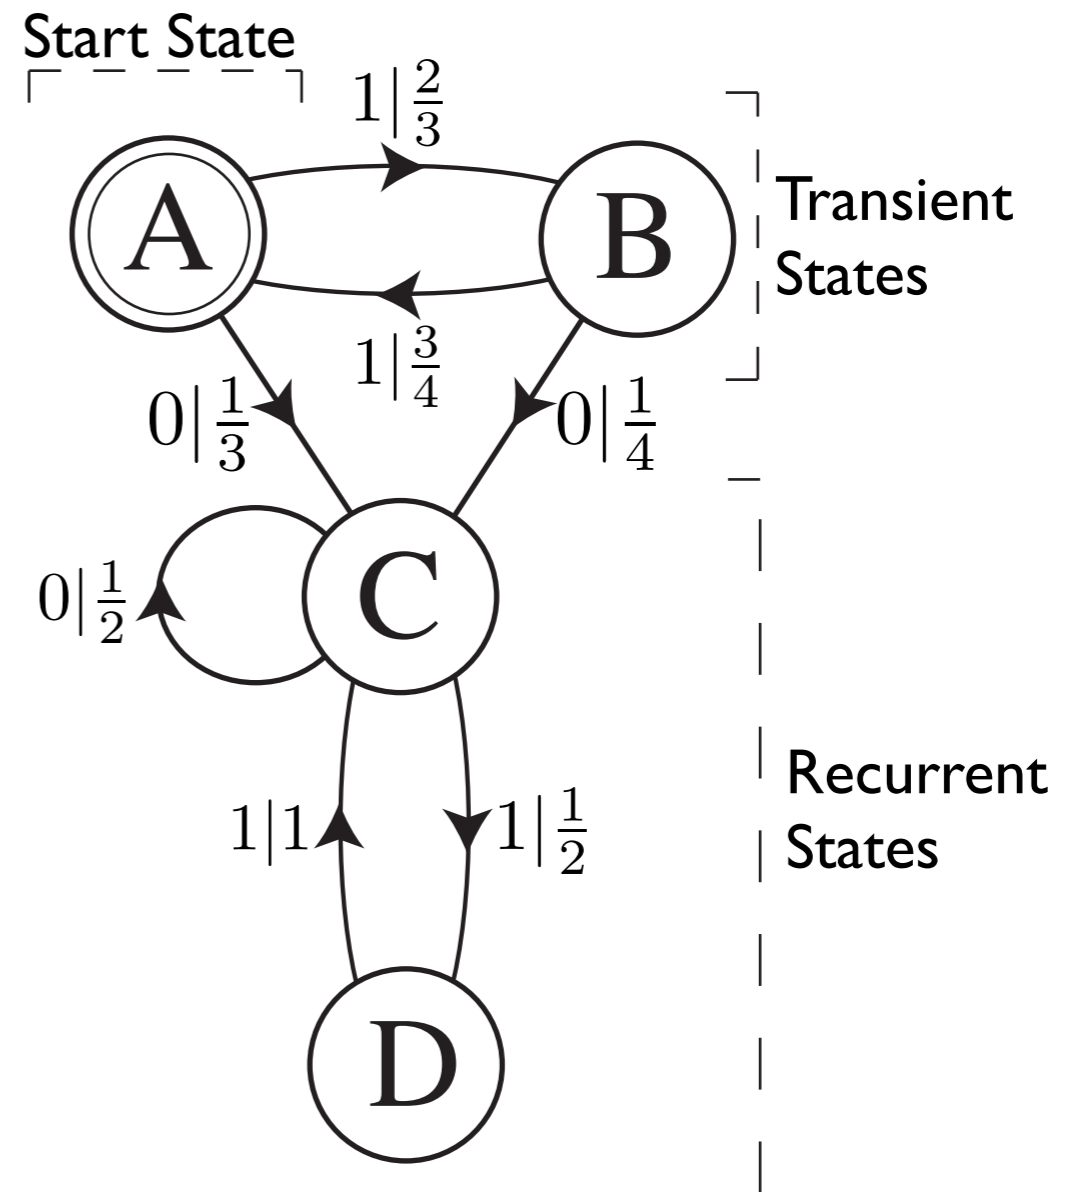 Start State
1|2/3
A
B
Transient
States
1|3/4
0|1/3
0|1/4
C
0|1/2
Recurrent
States
1|1
1|1/2
D